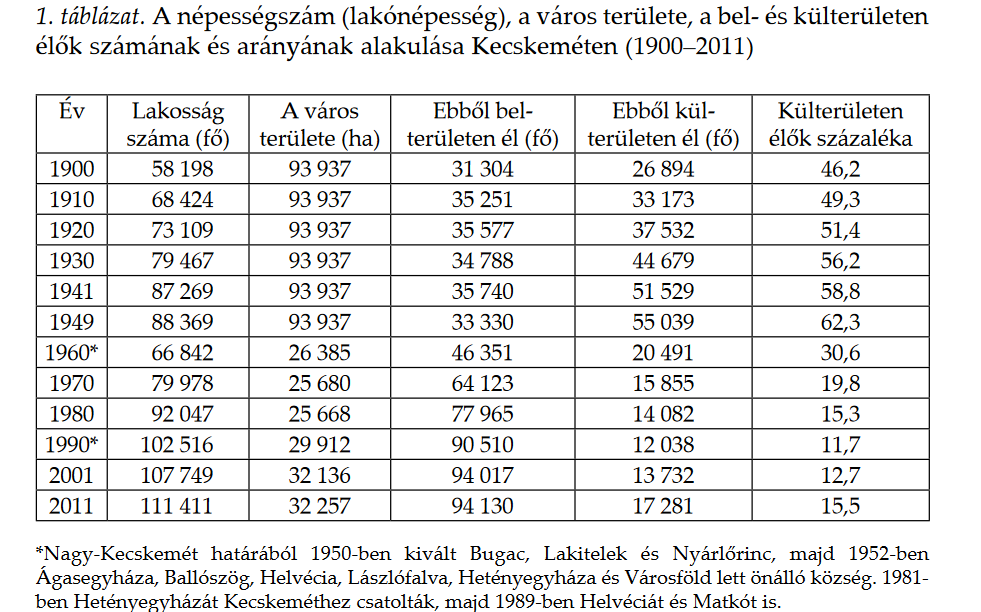 1. táblázat. A népességszám (lakónépesség), a város területe, a bel- és külterületen
élők számának és arányának alakulása Kecskeméten (1900–2011)
Év Lakosság száma (fő) A város területe (ha) Ebből bel-területen él (fő) Ebből kül-területen él (fő) Külterületen élők százaléka
1900 58 198 93 937 31 304 26 894 46,2
1910 68 424 93 937 35 251 33 173 49,3
1920 73 109 93 937 35 577 37 532 51,4
1930 79 467 93 937 34 788 44 679 56,2
1941 87 269 93 937 35 740 51 529 58,8
1949 88 369 93 937 33 330 55 039 62,3
1960* 66 842 26 385 46 351 20 491 30,6
1970 79 978 25 680 64 123 15 855 19,8
1980 92 047 25 668 77 965 14 082 15,3
1990* 102 516 29 912 90 510 12 038 11,7
2001 107 749 32 136 94 017 13 732 12,7
2011 111 411 32 257 94 130 17 281 15,5
*Nagy-Kecskemét határából 1950-ben kivált Bugac, Lakitelek és Nyárlőrinc, majd 1952-ben
Ágasegyháza, Ballószög, Helvécia, Lászlófalva, Hetényegyháza és Városföld lett önálló község. 1981-
ben Hetényegyházát Kecskeméthez csatolták, majd 1989-ben Helvéciát és Matkót is.